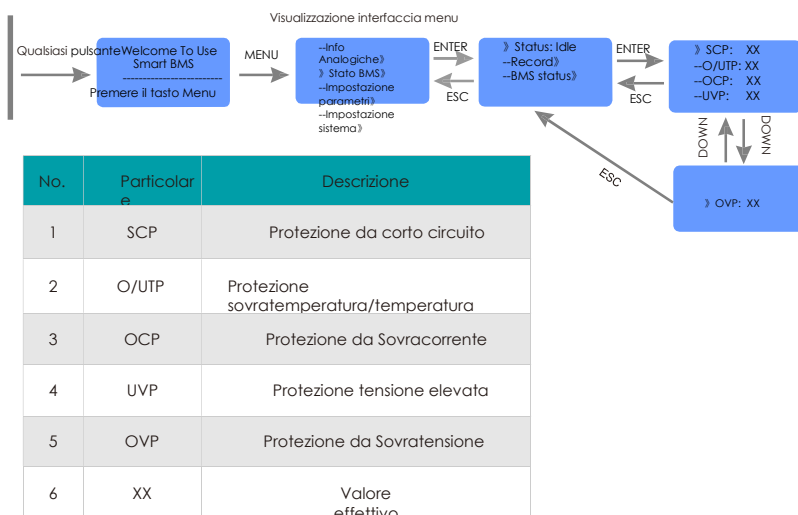 Visualizzazione interfaccia menu
Qualsiasi pulsante
Welcome To Use
Smart BMS
-------------------------
Premere il tasto Menu
MENU
--Info
Analogiche》
》Stato BMS》
--Impostazione
parametri》
--Impostazione
sistema》
ENTER
ESC
》Status: Idle
--Record》
--BMS status》
ENTER
ESC
》SCP: XX
--O/UTP: XX
--OCP: XX
--UVP: XX
DOWN
DOWN
》OVP: XX
ESC
No. Particolar Descrizione
e
1 SCP Protezione da corto circuito
2 O/UTP Protezione
sovratemperatura/temperatura
3 OCP Protezione da Sovracorrente
4 UVP Protezione tensione elevata
5 OVP Protezione da Sovratensione
6 XX Valore
effettivo